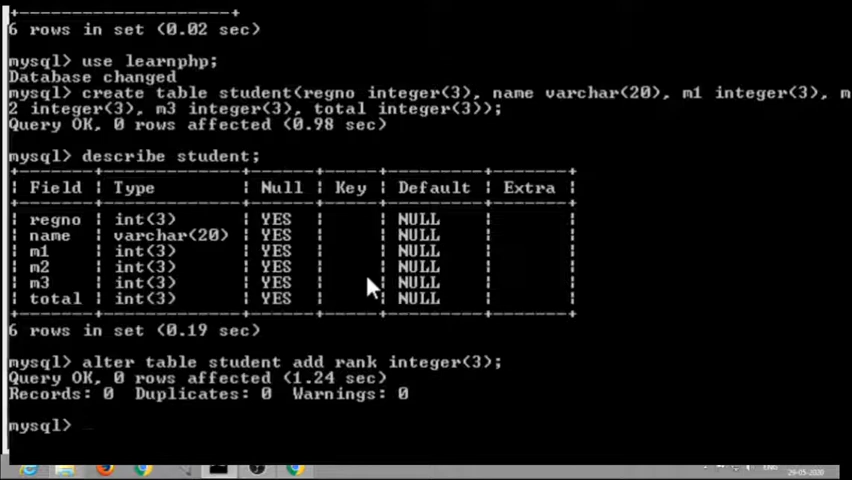 6 rows in set (0.02 sec)
mysql> use learnphp;
Database changed
mysql> create table student(regno integer(3), name varchar(20), m1 integer(3), m
2 integer(3), m3 integer(3), total integer(3));
Query OK, 0 rows affected (0.98 sec)
mysql> describe student;
| Field | Type | Null | Key | Default | Extra |
| regno | int(3) | YES | | NULL | |
| name | varchar(20) | YES | | NULL | |
| m1 | int(3) | YES | | NULL | |
| m2 | int(3) | YES | | NULL | |
| m3 | int(3) | YES | | NULL | |
| total | int(3) | YES | | NULL | |
6 rows in set (0.19 sec)
mysql> alter table student add rank integer(3);
Query OK, 0 rows affected (1.24 sec)
Records: 0 Duplicates: 0 Warnings: 0
mysql>
ENG
29-05-2020